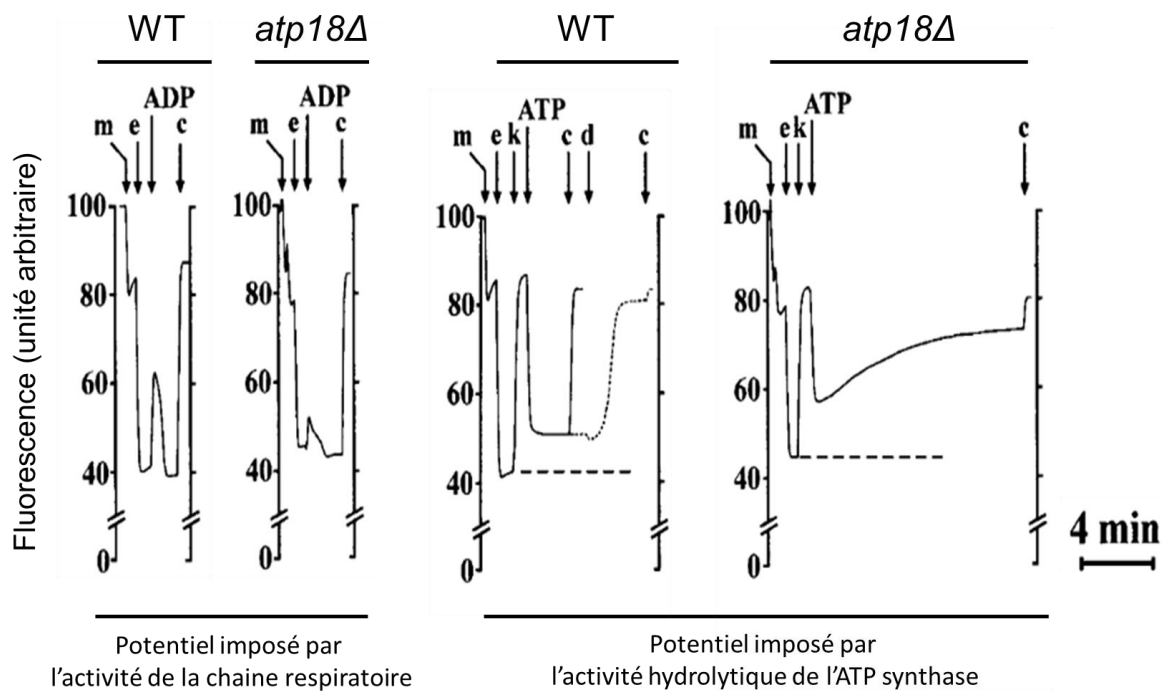 WT
atp18Δ
WT
atp18Δ
ADP
m e c
ADP
m e c
ATP
m e k c d c
ATP
m e k c
Fluorescence (unité arbitraire)
100
80
60
40
0
100
80
60
40
0
100
80
60
40
0
100
80
60
40
0
4 min
Potentiel imposé par
l’activité de la chaine respiratoire
Potentiel imposé par
l’activité hydrolytique de l’ATP synthase